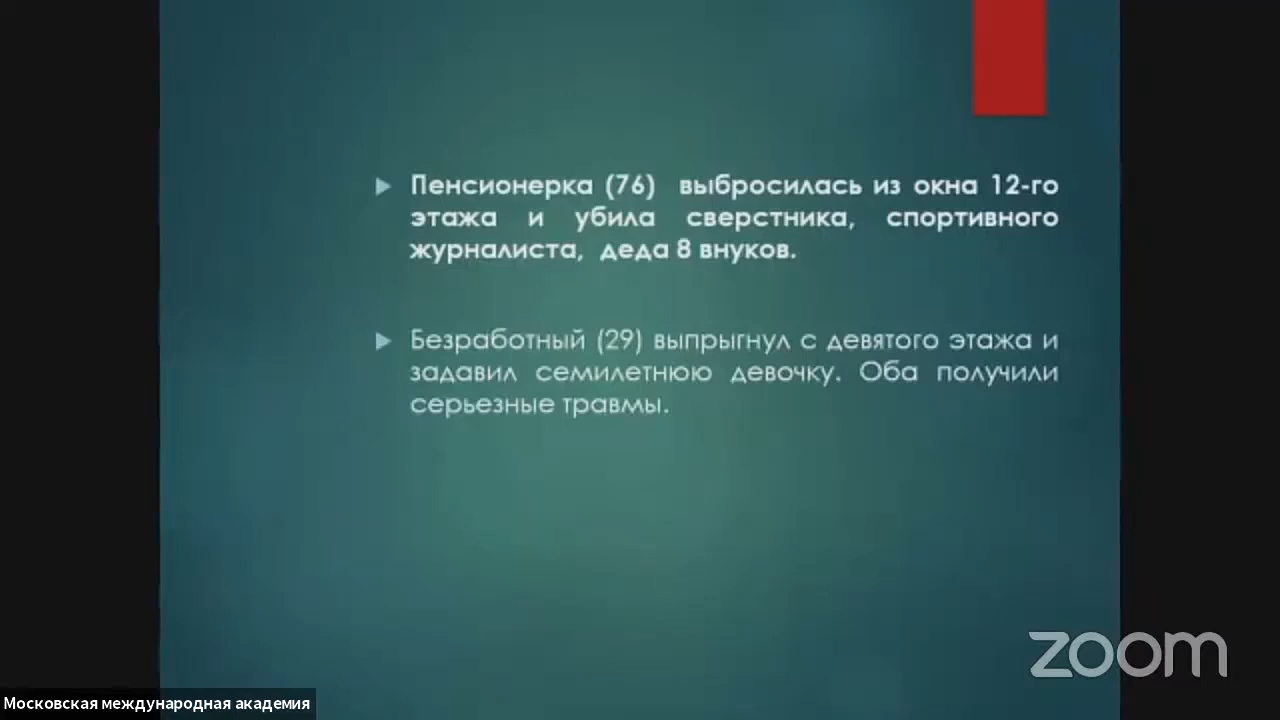 Пенсионерка (76) выбросилась из окна 12-го
этажа и убила сверстника, спортивного
журналиста, деда 8 внуков.
Безработный (29) выпрыгнул с девятого этажа и
задавил семилетнюю девочку. Оба получили
серьезные травмы.
zoom
Московская международная академия